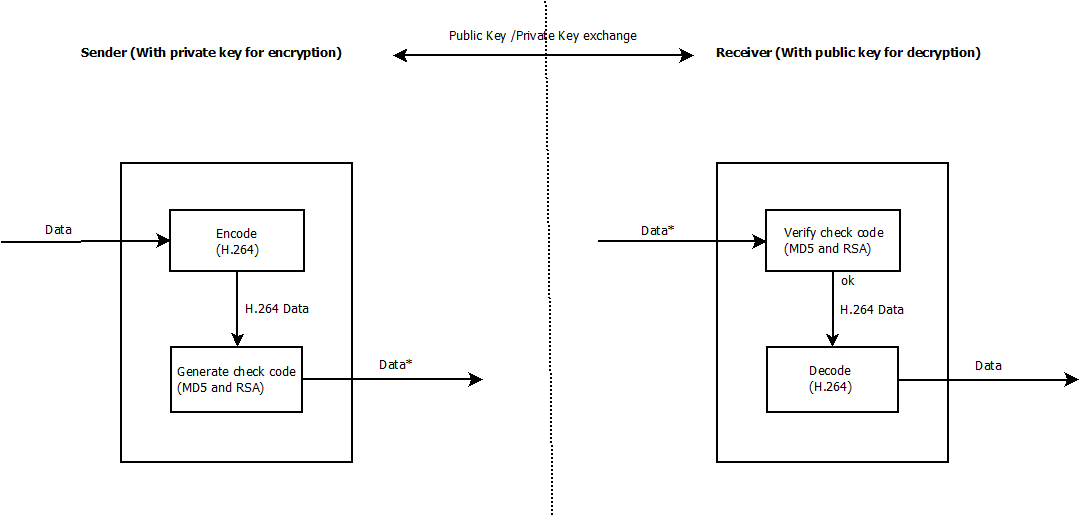 Public Key /Private Key exchange
Sender (With private key for encryption)
Receiver (With public key for decryption)
Data
Encode
(H.264)
H.264 Data
Generate check code
(MD5 and RSA)
Data*
Data*
Verify check code
(MD5 and RSA)
ok
H.264 Data
Decode
(H.264)
Data